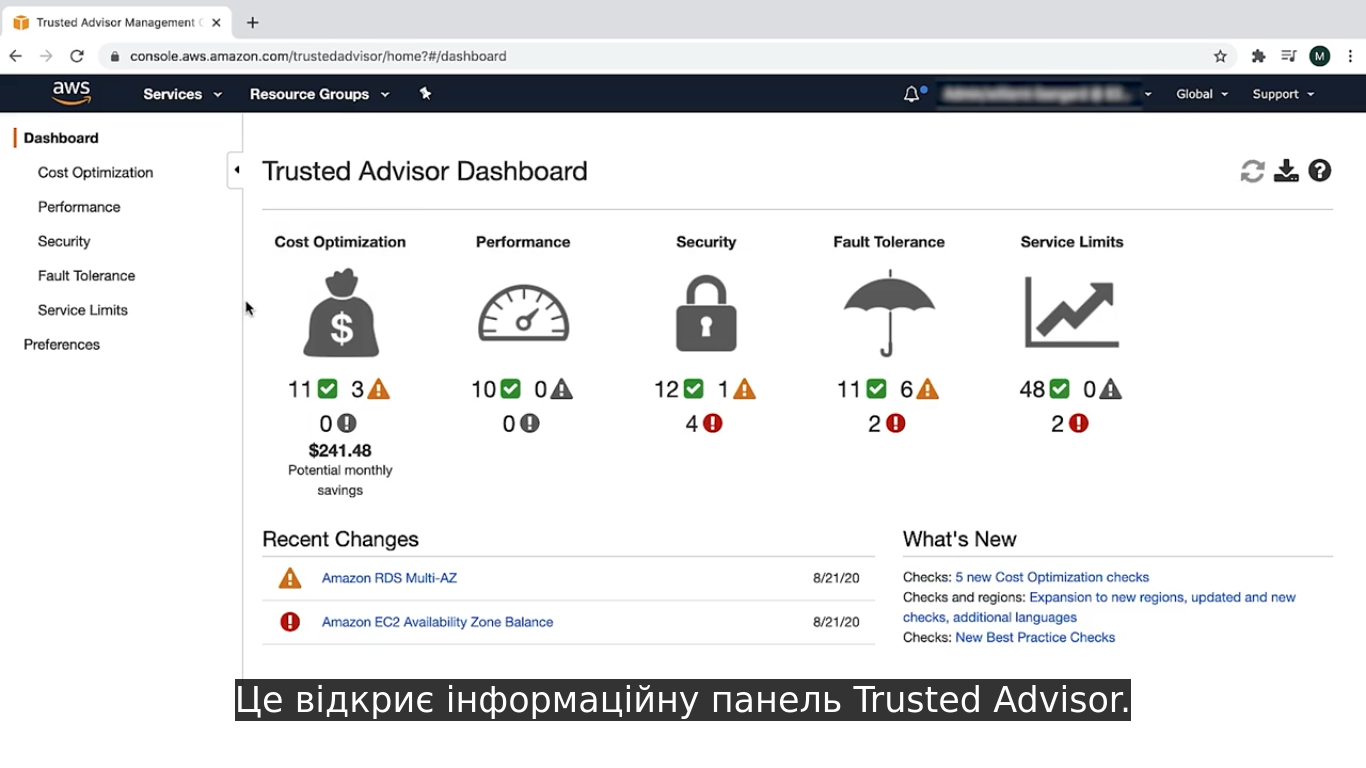 Trusted Advisor Management C
console.aws.amazon.com/trustedadvisor/home?#/dashboard
M
aws
Services
Resource Groups
Global
Support
Dashboard
Cost Optimization
Performance
Security
Fault Tolerance
Service Limits
Preferences
Trusted Advisor Dashboard
Cost Optimization
Performance
Security
Fault Tolerance
Service Limits
11 3
10 0
12 1
11 6
48 0
0
0
4
2
2
$241.48
Potential monthly
savings
Recent Changes
Amazon RDS Multi-AZ 8/21/20
Amazon EC2 Availability Zone Balance 8/21/20
What's New
Checks: 5 new Cost Optimization checks
Checks and regions: Expansion to new regions, updated and new
checks, additional languages
Checks: New Best Practice Checks
Це відкриє інформаційну панель Trusted Advisor.